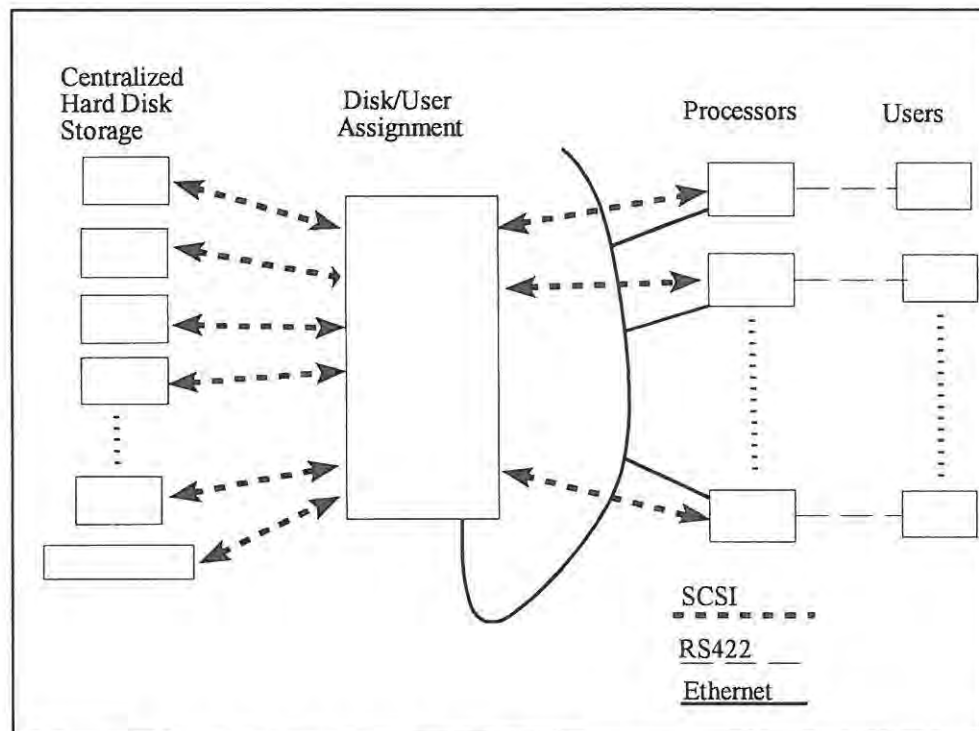 Centralized
Hard Disk
Storage
Disk/User
Assignment
Processors
Users
SCSI
RS422
Ethernet